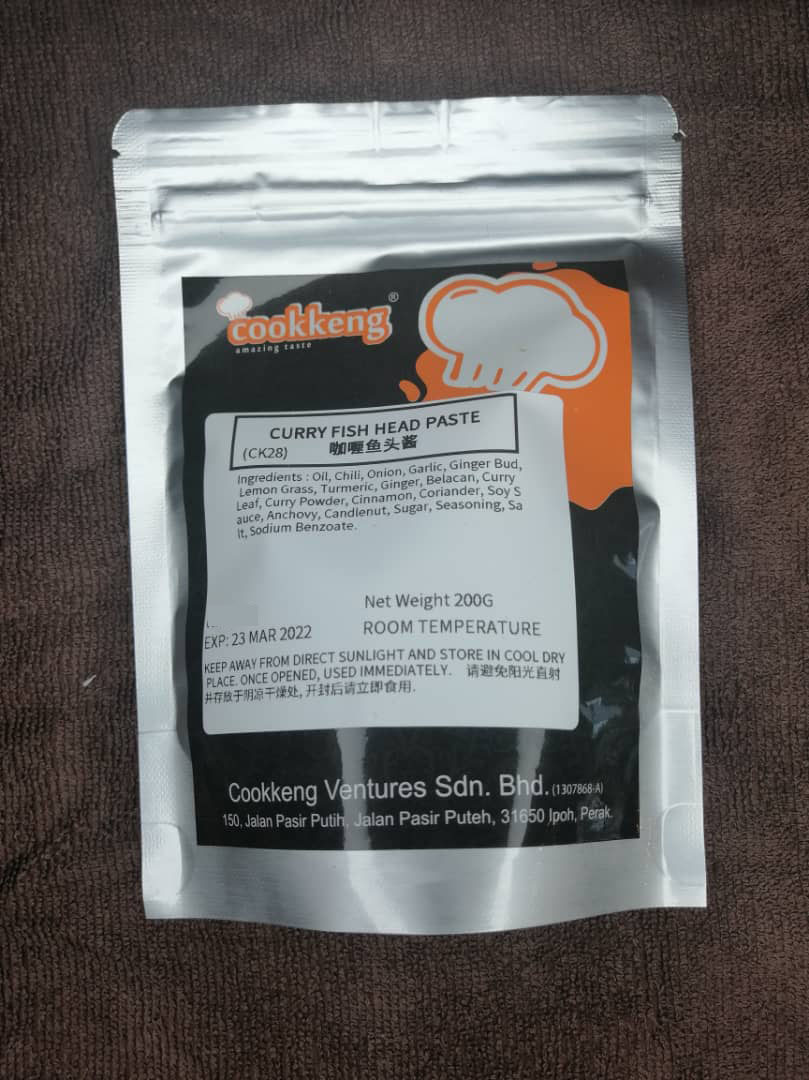 cookkeng®
amazing taste
CURRY FISH HEAD PASTE
(CK28) 咖喱鱼头酱
Ingredients : Oil, Chili, Onion, Garlic, Ginger Bud,
Lemon Grass, Turmeric, Ginger, Belacan, Curry
Leaf, Curry Powder, Cinnamon, Coriander, Soy S
auce, Anchovy, Candlenut, Sugar, Seasoning, Sa
lt, Sodium Benzoate.
Net Weight 200G
EXP: 23 MAR 2022 ROOM TEMPERATURE
KEEP AWAY FROM DIRECT SUNLIGHT AND STORE IN COOL DRY
PLACE. ONCE OPENED, USED IMMEDIATELY. 请避免阳光直射
并存放于阴凉干燥处, 开封后请立即食用.
Cookkeng Ventures Sdn. Bhd. (1307868-A)
150, Jalan Pasir Putih, Jalan Pasir Puteh, 31650 Ipoh, Perak.